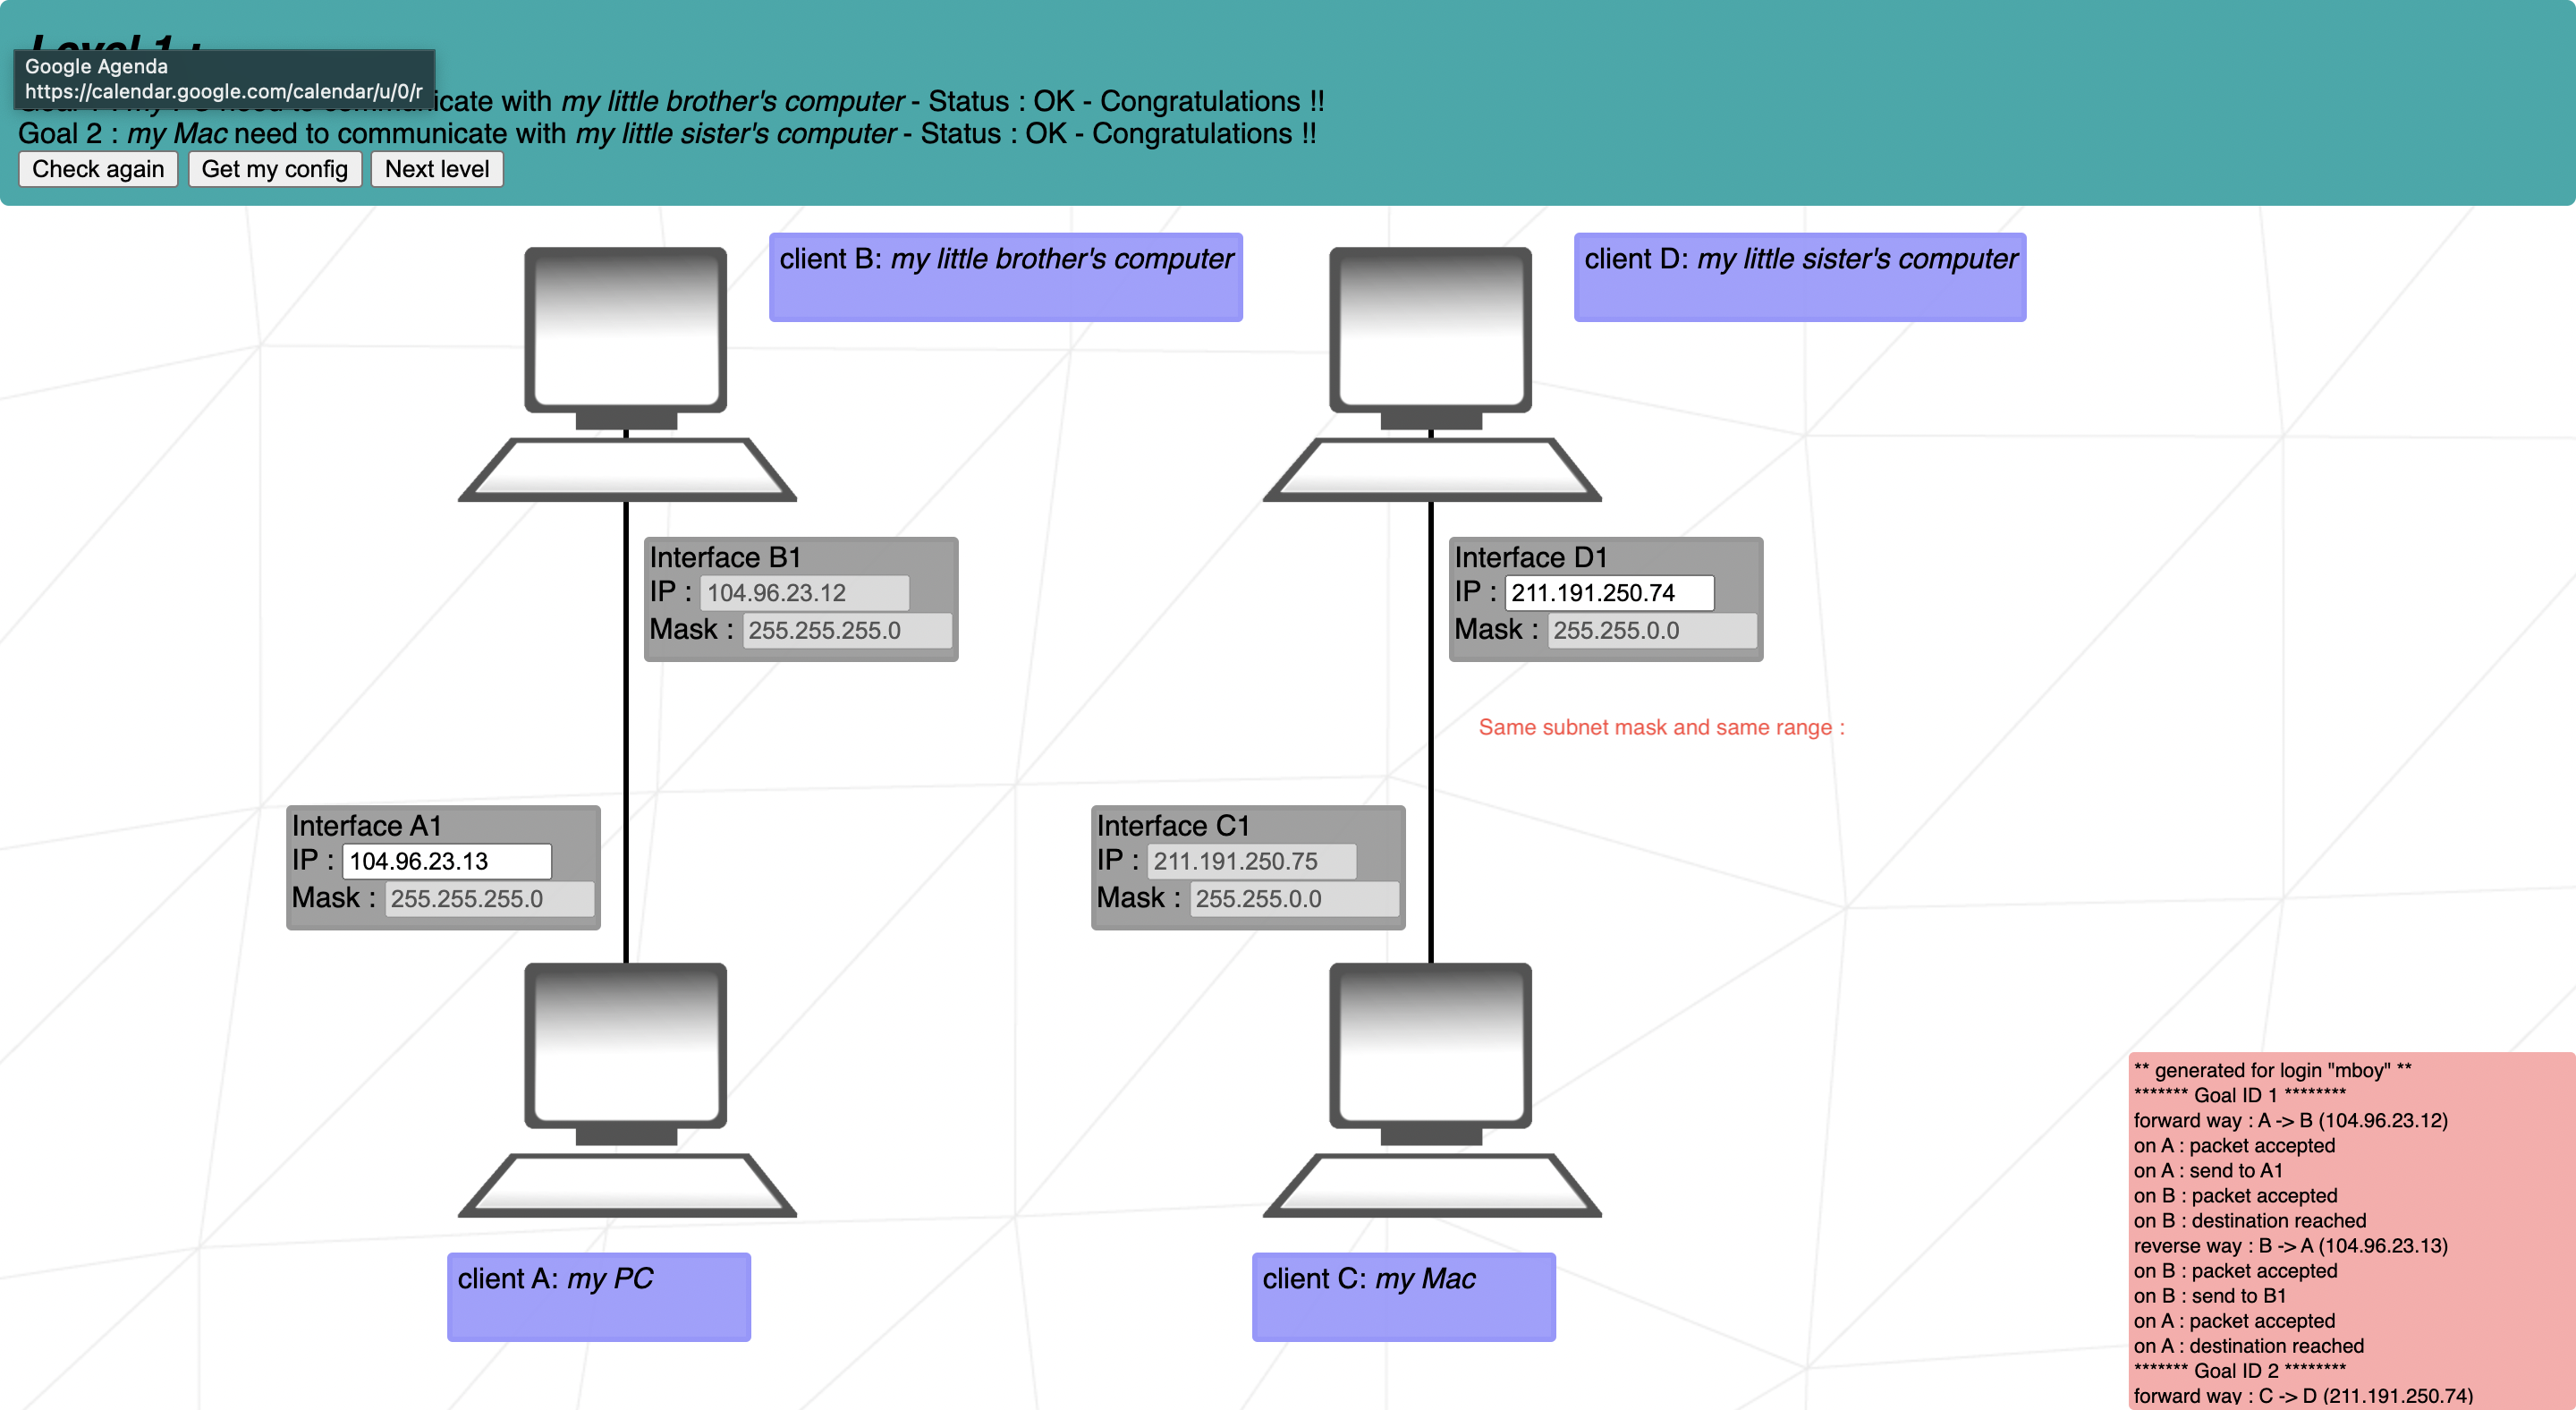 Level 1 :
Google Agenda
https://calendar.google.com/calendar/u/0/r
icate with my little brother's computer - Status : OK - Congratulations !!
Goal 2 : my Mac need to communicate with my little sister's computer - Status : OK - Congratulations !!
Check again Get my config Next level
client B: my little brother's computer
client D: my little sister's computer
Interface B1
IP : 104.96.23.12
Mask : 255.255.255.0
Interface D1
IP : 211.191.250.74
Mask : 255.255.0.0
Same subnet mask and same range :
Interface A1
IP : 104.96.23.13
Mask : 255.255.255.0
Interface C1
IP : 211.191.250.75
Mask : 255.255.0.0
client A: my PC
client C: my Mac
** generated for login "mboy" **
******* Goal ID 1 ********
forward way : A -> B (104.96.23.12)
on A : packet accepted
on A : send to A1
on B : packet accepted
on B : destination reached
reverse way : B -> A (104.96.23.13)
on B : packet accepted
on B : send to B1
on A : packet accepted
on A : destination reached
******* Goal ID 2 ********
forward way : C -> D (211.191.250.74)